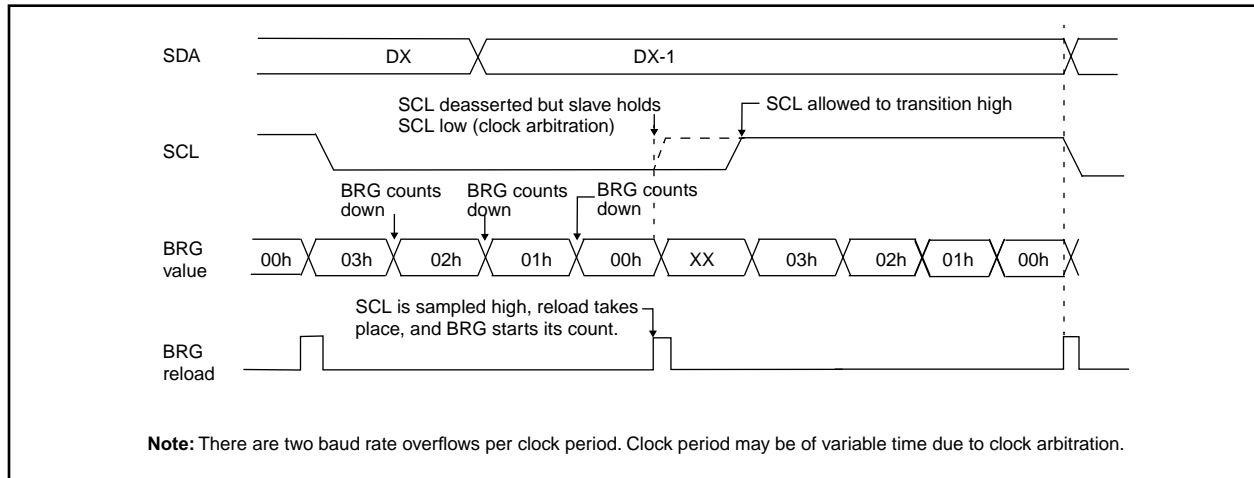 SDA
DX
DX-1
SCL deasserted but slave holds
SCL low (clock arbitration)
SCL allowed to transition high
SCL
BRG counts
down
BRG counts
down
BRG counts
down
BRG
value
00h
03h
02h
01h
00h
XX
03h
02h
01h
00h
SCL is sampled high, reload takes
place, and BRG starts its count.
BRG
reload
Note: There are two baud rate overflows per clock period. Clock period may be of variable time due to clock arbitration.